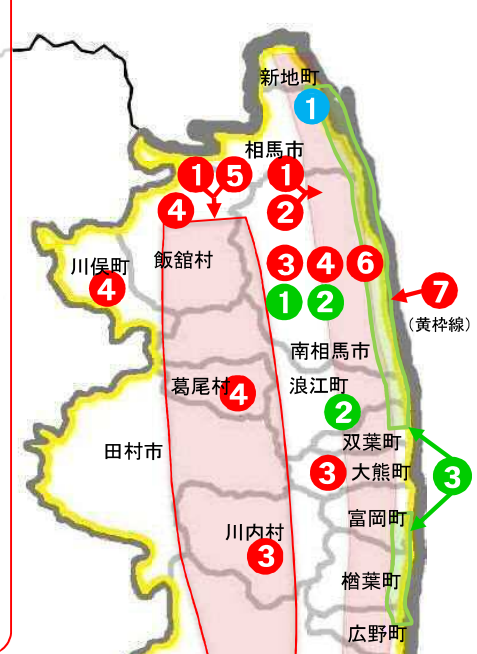 新地町
1
相馬市
1 5 1
4 2
飯舘村
川俣町
4
3 4 6
1 2
7
(黄枠線)
南相馬市
葛尾村 4
浪江町
2
双葉町
田村市
3 大熊町
3
富岡町
川内村
3
楢葉町
広野町